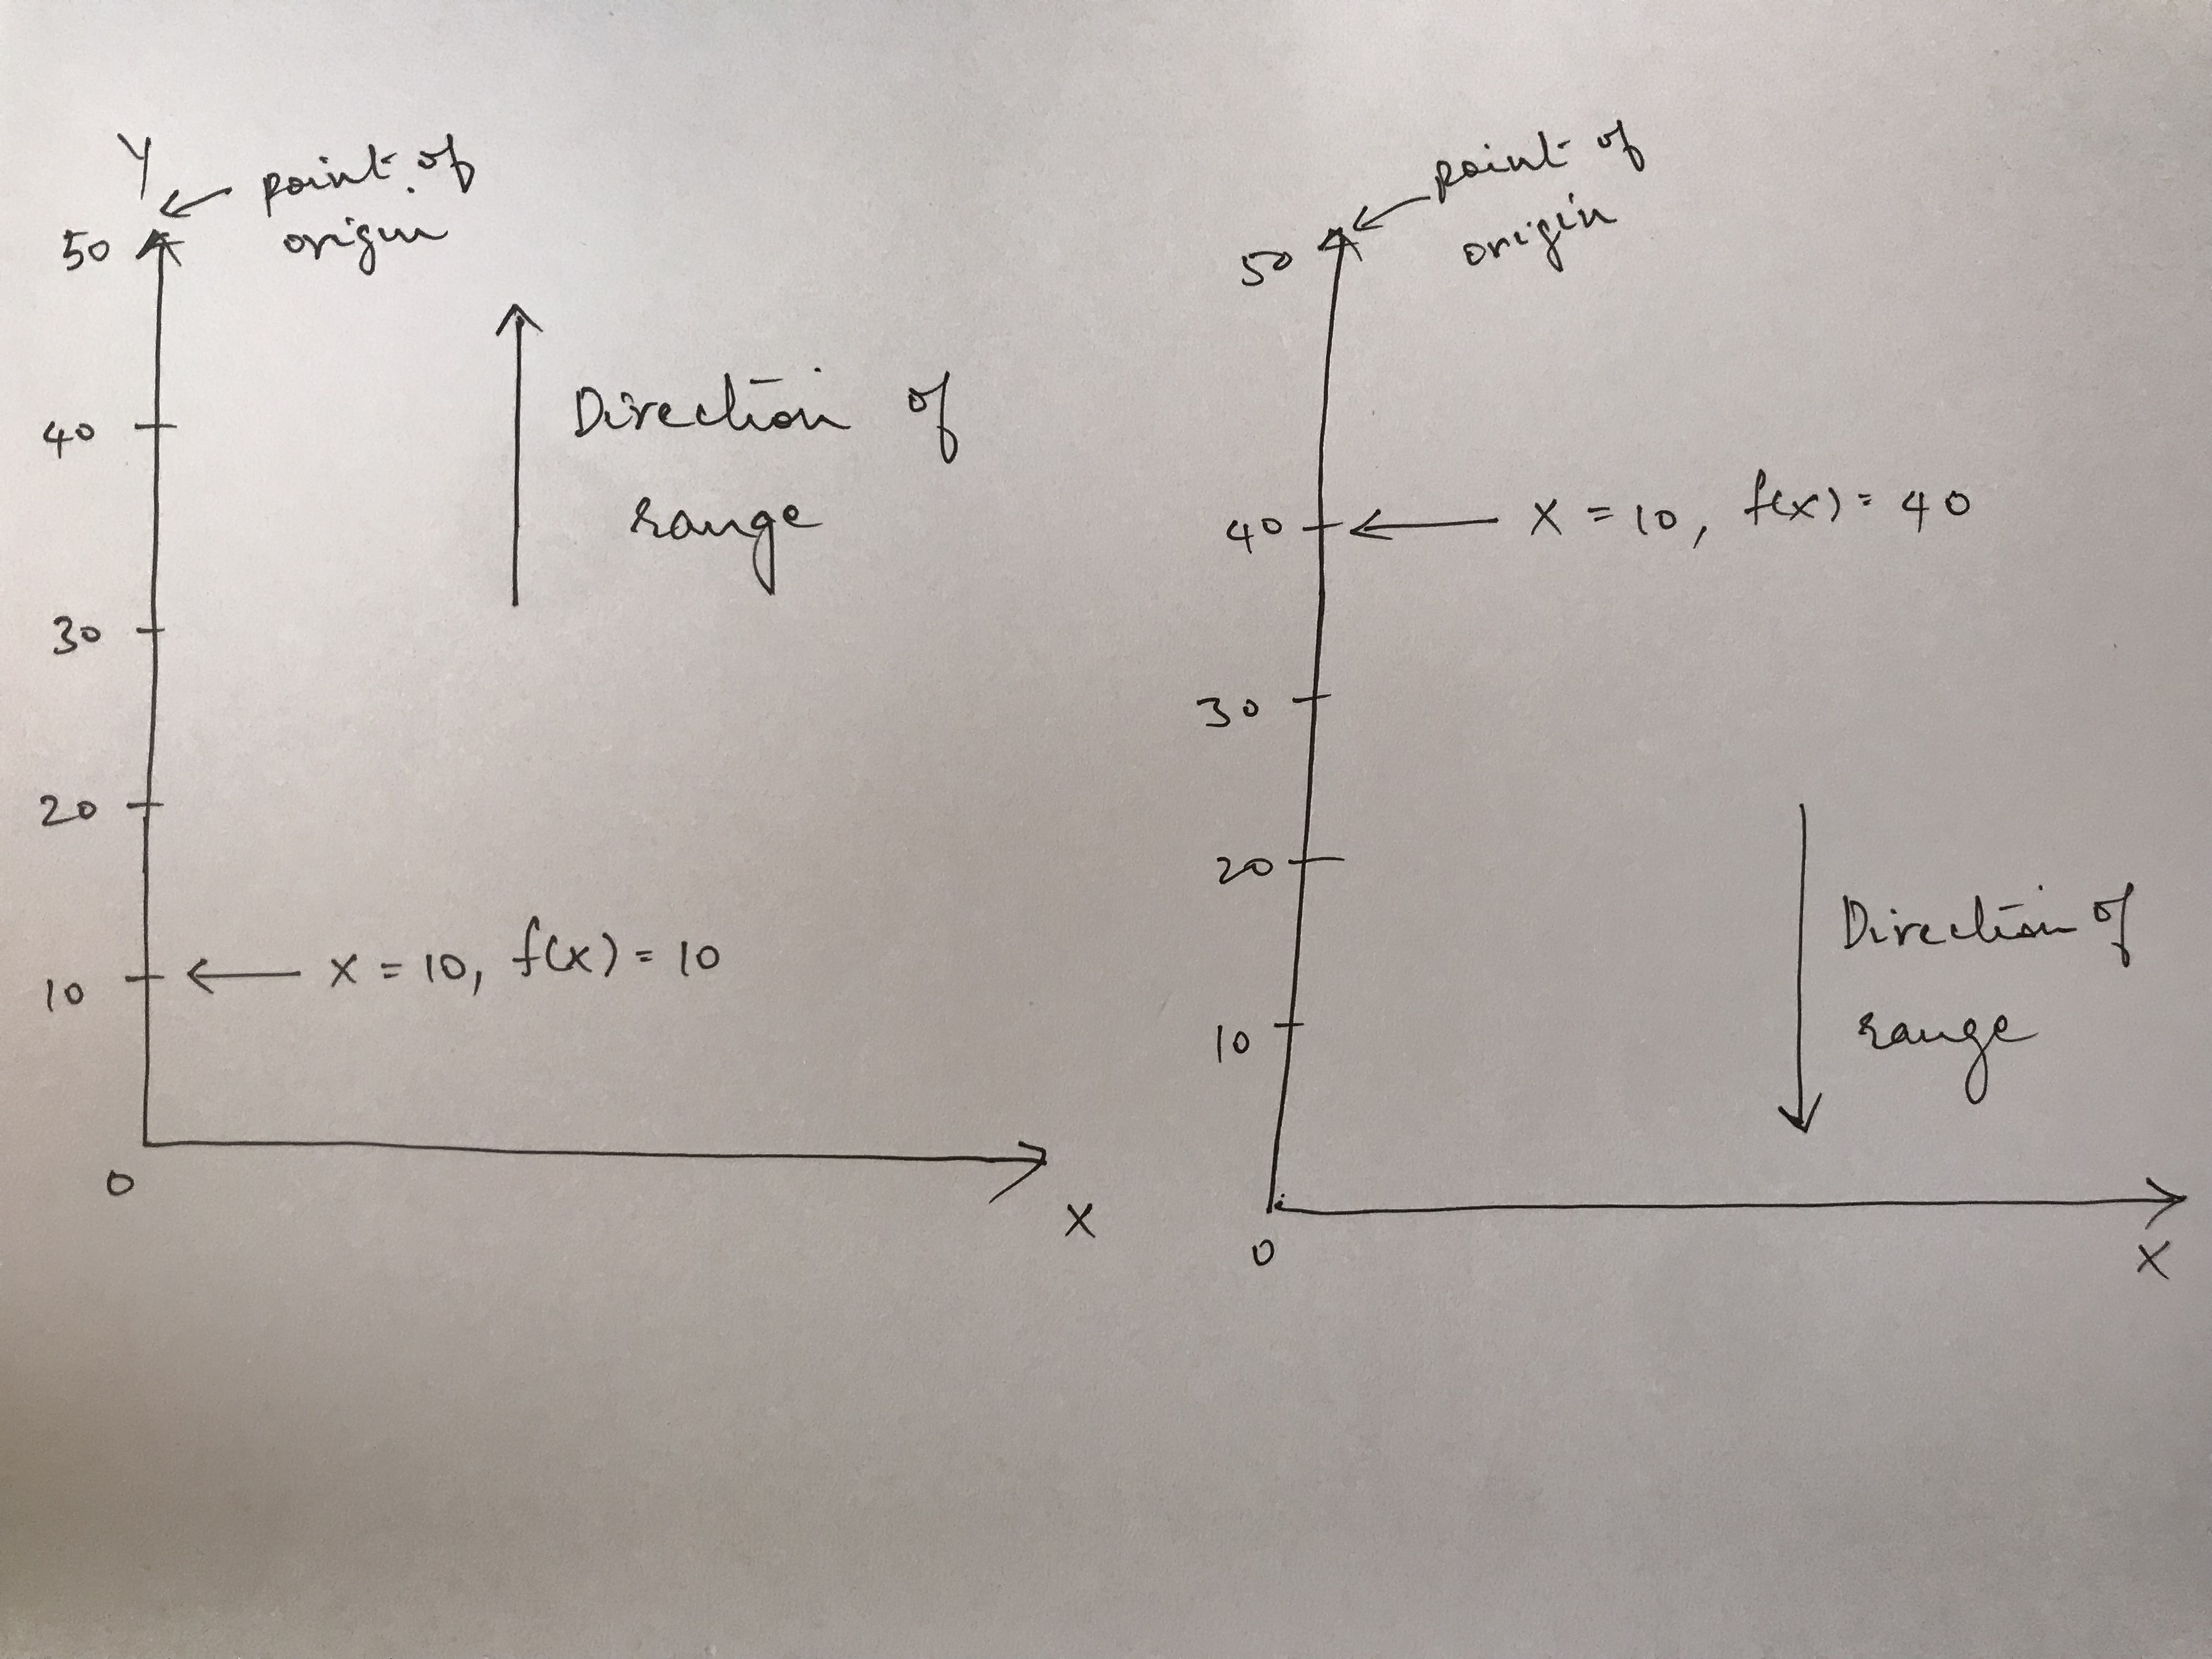 Y
point of
origin
50
Direction of
range
40
30
20
x = 10, f(x) = 10
10
0
X
point of
origin
50
40
x = 10, f(x) = 40
30
20
Direction of
range
10
0
X